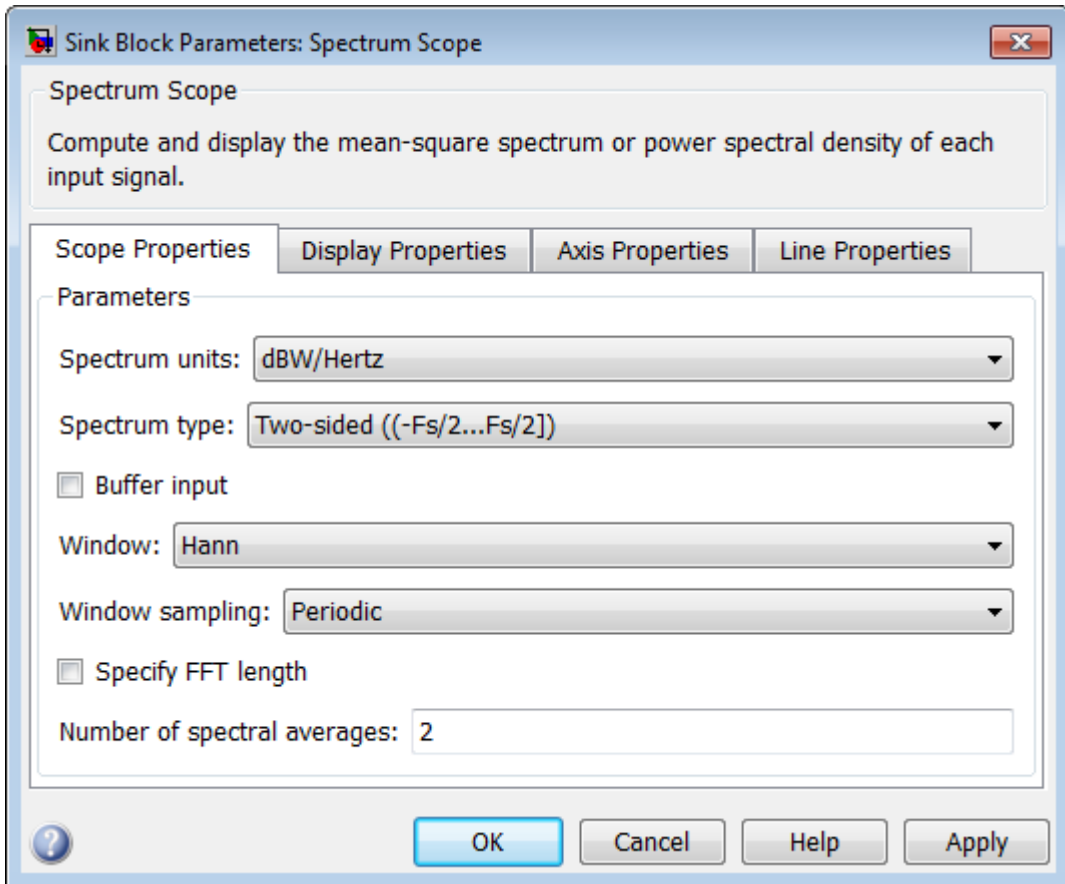 Sink Block Parameters: Spectrum Scope
Spectrum Scope
Compute and display the mean-square spectrum or power spectral density of each
input signal.
Scope Properties Display Properties Axis Properties Line Properties
Parameters
Spectrum units: dBW/Hertz
Spectrum type: Two-sided ((-Fs/2...Fs/2])
Buffer input
Window: Hann
Window sampling: Periodic
Specify FFT length
Number of spectral averages: 2
? OK Cancel Help Apply